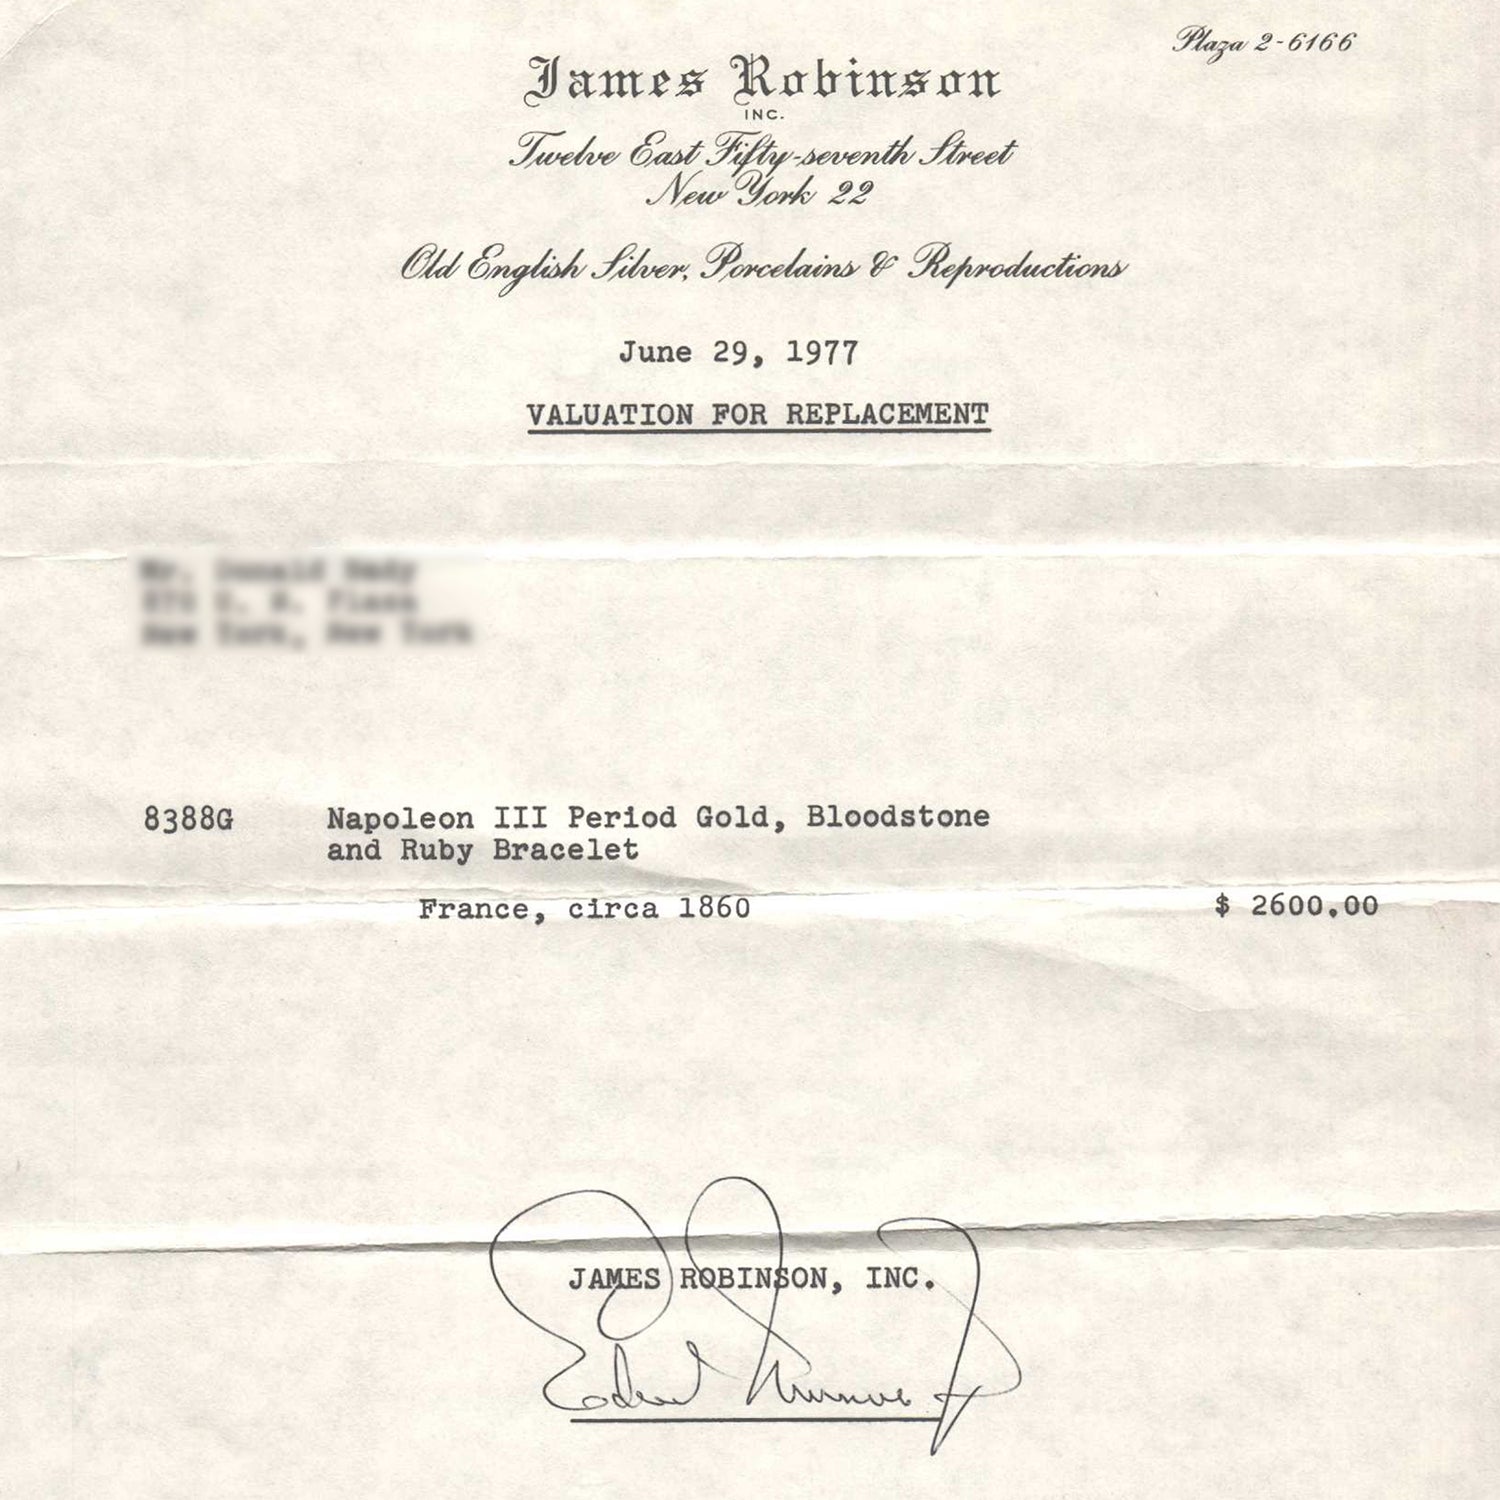 Plaza 2-6166
James Robinson
INC.
Twelve East Fifty-seventh Street
New York 22
Old English Silver, Porcelains & Reproductions
June 29, 1977
VALUATION FOR REPLACEMENT
8388G Napoleon III Period Gold, Bloodstone
and Ruby Bracelet
France, circa 1860 $ 2600.00
JAMES ROBINSON, INC.